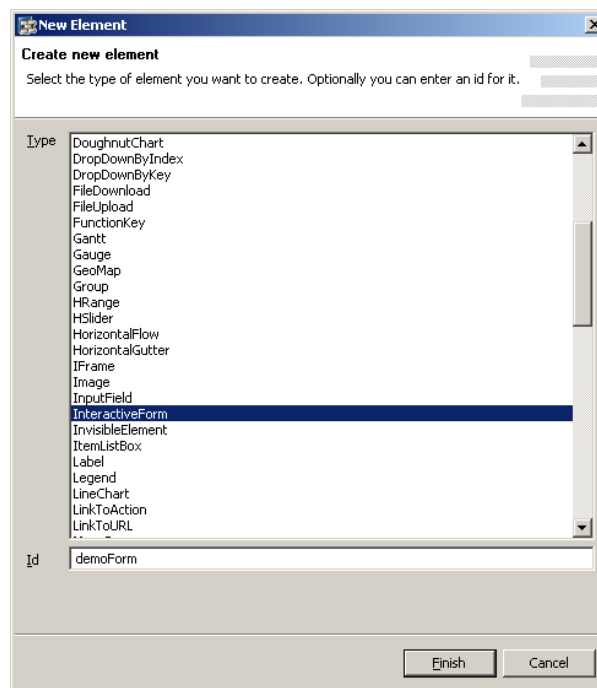 New Element
Create new element
Select the type of element you want to create. Optionally you can enter an id for it.
Type
DoughnutChart
DropDownByIndex
DropDownByKey
FileDownload
FileUpload
FunctionKey
Gantt
Gauge
GeoMap
Group
HRange
HSlider
HorizontalFlow
HorizontalGutter
IFrame
Image
InputField
InteractiveForm
InvisibleElement
ItemListBox
Label
Legend
LineChart
LinkToAction
LinkToURL
Id
demoForm
Finish
Cancel